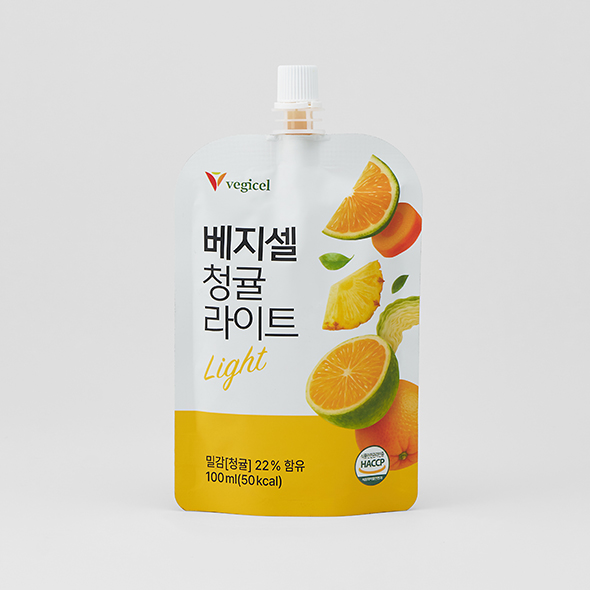 vegicel
베지셀
청귤
라이트
Light
밀감[청귤] 22% 함유
100ml(50kcal)
HACCP